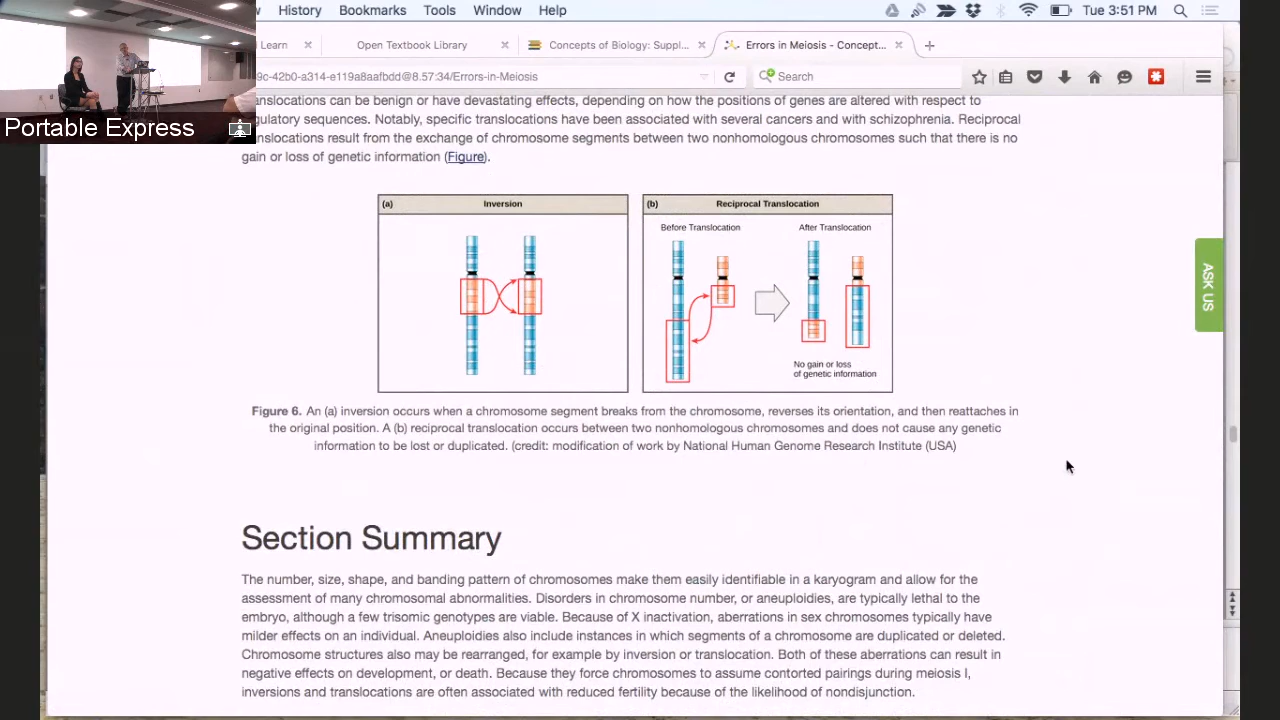 History Bookmarks Tools Window Help Tue 3:51 PM
Learn Open Textbook Library Concepts of Biology: Suppl... Errors in Meiosis - Concept...
9c-42b0-a314-e119a8aafbdd@8.57:34/Errors-in-Meiosis Search
Portable Express
translocations can be benign or have devastating effects, depending on how the positions of genes are altered with respect to
regulatory sequences. Notably, specific translocations have been associated with several cancers and with schizophrenia. Reciprocal
translocations result from the exchange of chromosome segments between two nonhomologous chromosomes such that there is no
gain or loss of genetic information (Figure).
(a) Inversion
(b) Reciprocal Translocation
Before Translocation After Translocation
No gain or loss
of genetic information
ASK US
Figure 6. An (a) inversion occurs when a chromosome segment breaks from the chromosome, reverses its orientation, and then reattaches in
the original position. A (b) reciprocal translocation occurs between two nonhomologous chromosomes and does not cause any genetic
information to be lost or duplicated. (credit: modification of work by National Human Genome Research Institute (USA)
Section Summary
The number, size, shape, and banding pattern of chromosomes make them easily identifiable in a karyogram and allow for the
assessment of many chromosomal abnormalities. Disorders in chromosome number, or aneuploidies, are typically lethal to the
embryo, although a few trisomic genotypes are viable. Because of X inactivation, aberrations in sex chromosomes typically have
milder effects on an individual. Aneuploidies also include instances in which segments of a chromosome are duplicated or deleted.
Chromosome structures also may be rearranged, for example by inversion or translocation. Both of these aberrations can result in
negative effects on development, or death. Because they force chromosomes to assume contorted pairings during meiosis I,
inversions and translocations are often associated with reduced fertility because of the likelihood of nondisjunction.